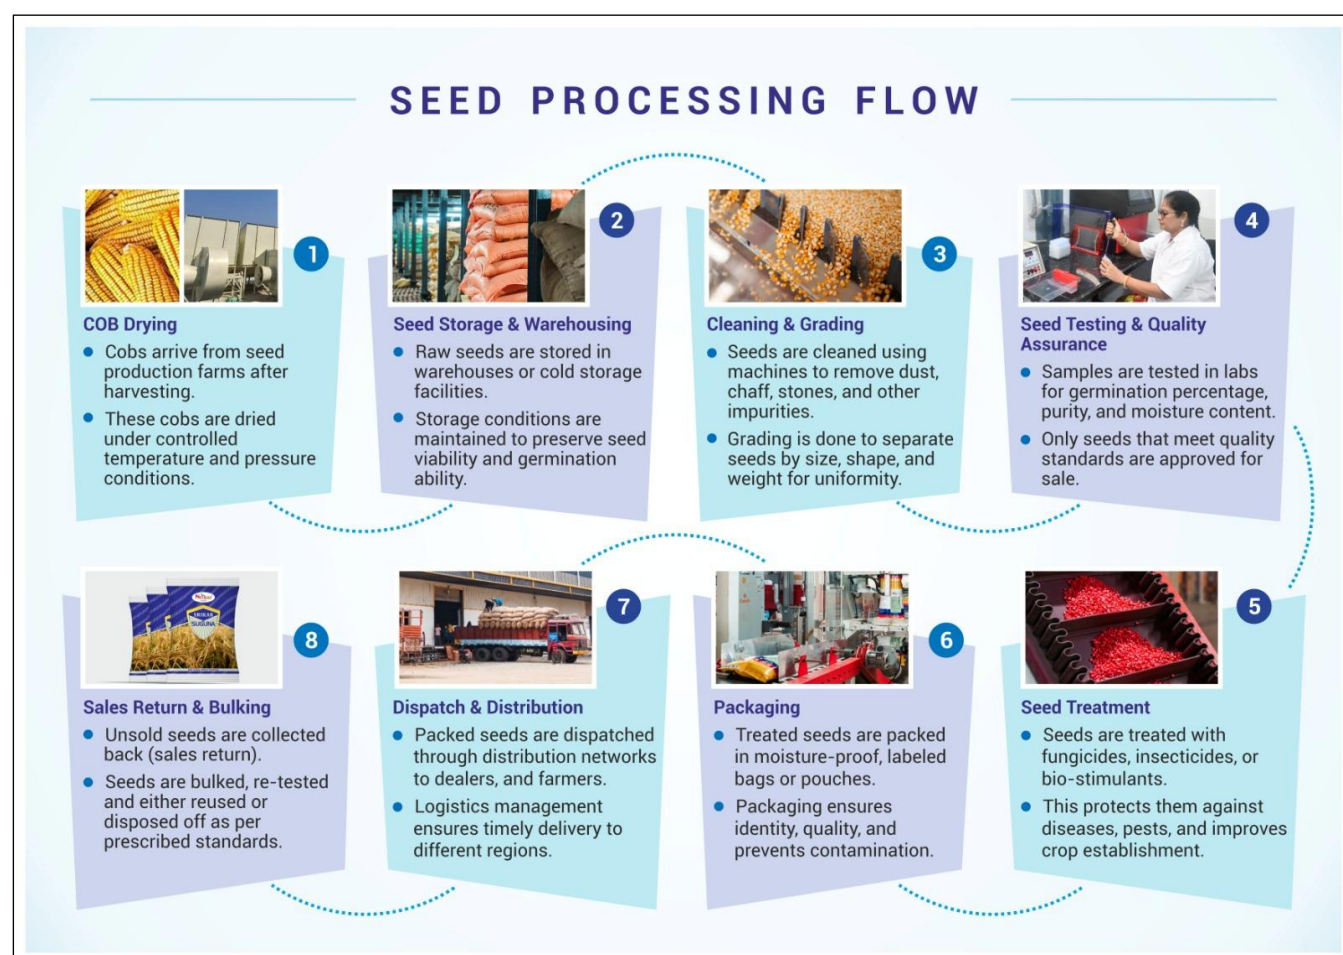 SEED PROCESSING FLOW
1
COB Drying
Cobs arrive from seed
production farms after
harvesting.
These cobs are dried
under controlled
temperature and pressure
conditions.
2
Seed Storage & Warehousing
Raw seeds are stored in
warehouses or cold storage
facilities.
Storage conditions are
maintained to preserve seed
viability and germination
ability.
3
Cleaning & Grading
Seeds are cleaned using
machines to remove dust,
chaff, stones, and other
impurities.
Grading is done to separate
seeds by size, shape, and
weight for uniformity.
4
Seed Testing & Quality
Assurance
Samples are tested in labs
for germination percentage,
purity, and moisture content.
Only seeds that meet quality
standards are approved for
sale.
5
Seed Treatment
Seeds are treated with
fungicides, insecticides, or
bio-stimulants.
This protects them against
diseases, pests, and improves
crop establishment.
6
Packaging
Treated seeds are packed
in moisture-proof, labeled
bags or pouches.
Packaging ensures
identity, quality, and
prevents contamination.
7
Dispatch & Distribution
Packed seeds are dispatched
through distribution networks
to dealers, and farmers.
Logistics management
ensures timely delivery to
different regions.
8
SUGUNA
Sales Return & Bulking
Unsold seeds are collected
back (sales return).
Seeds are bulked, re-tested
and either reused or
disposed off as per
prescribed standards.